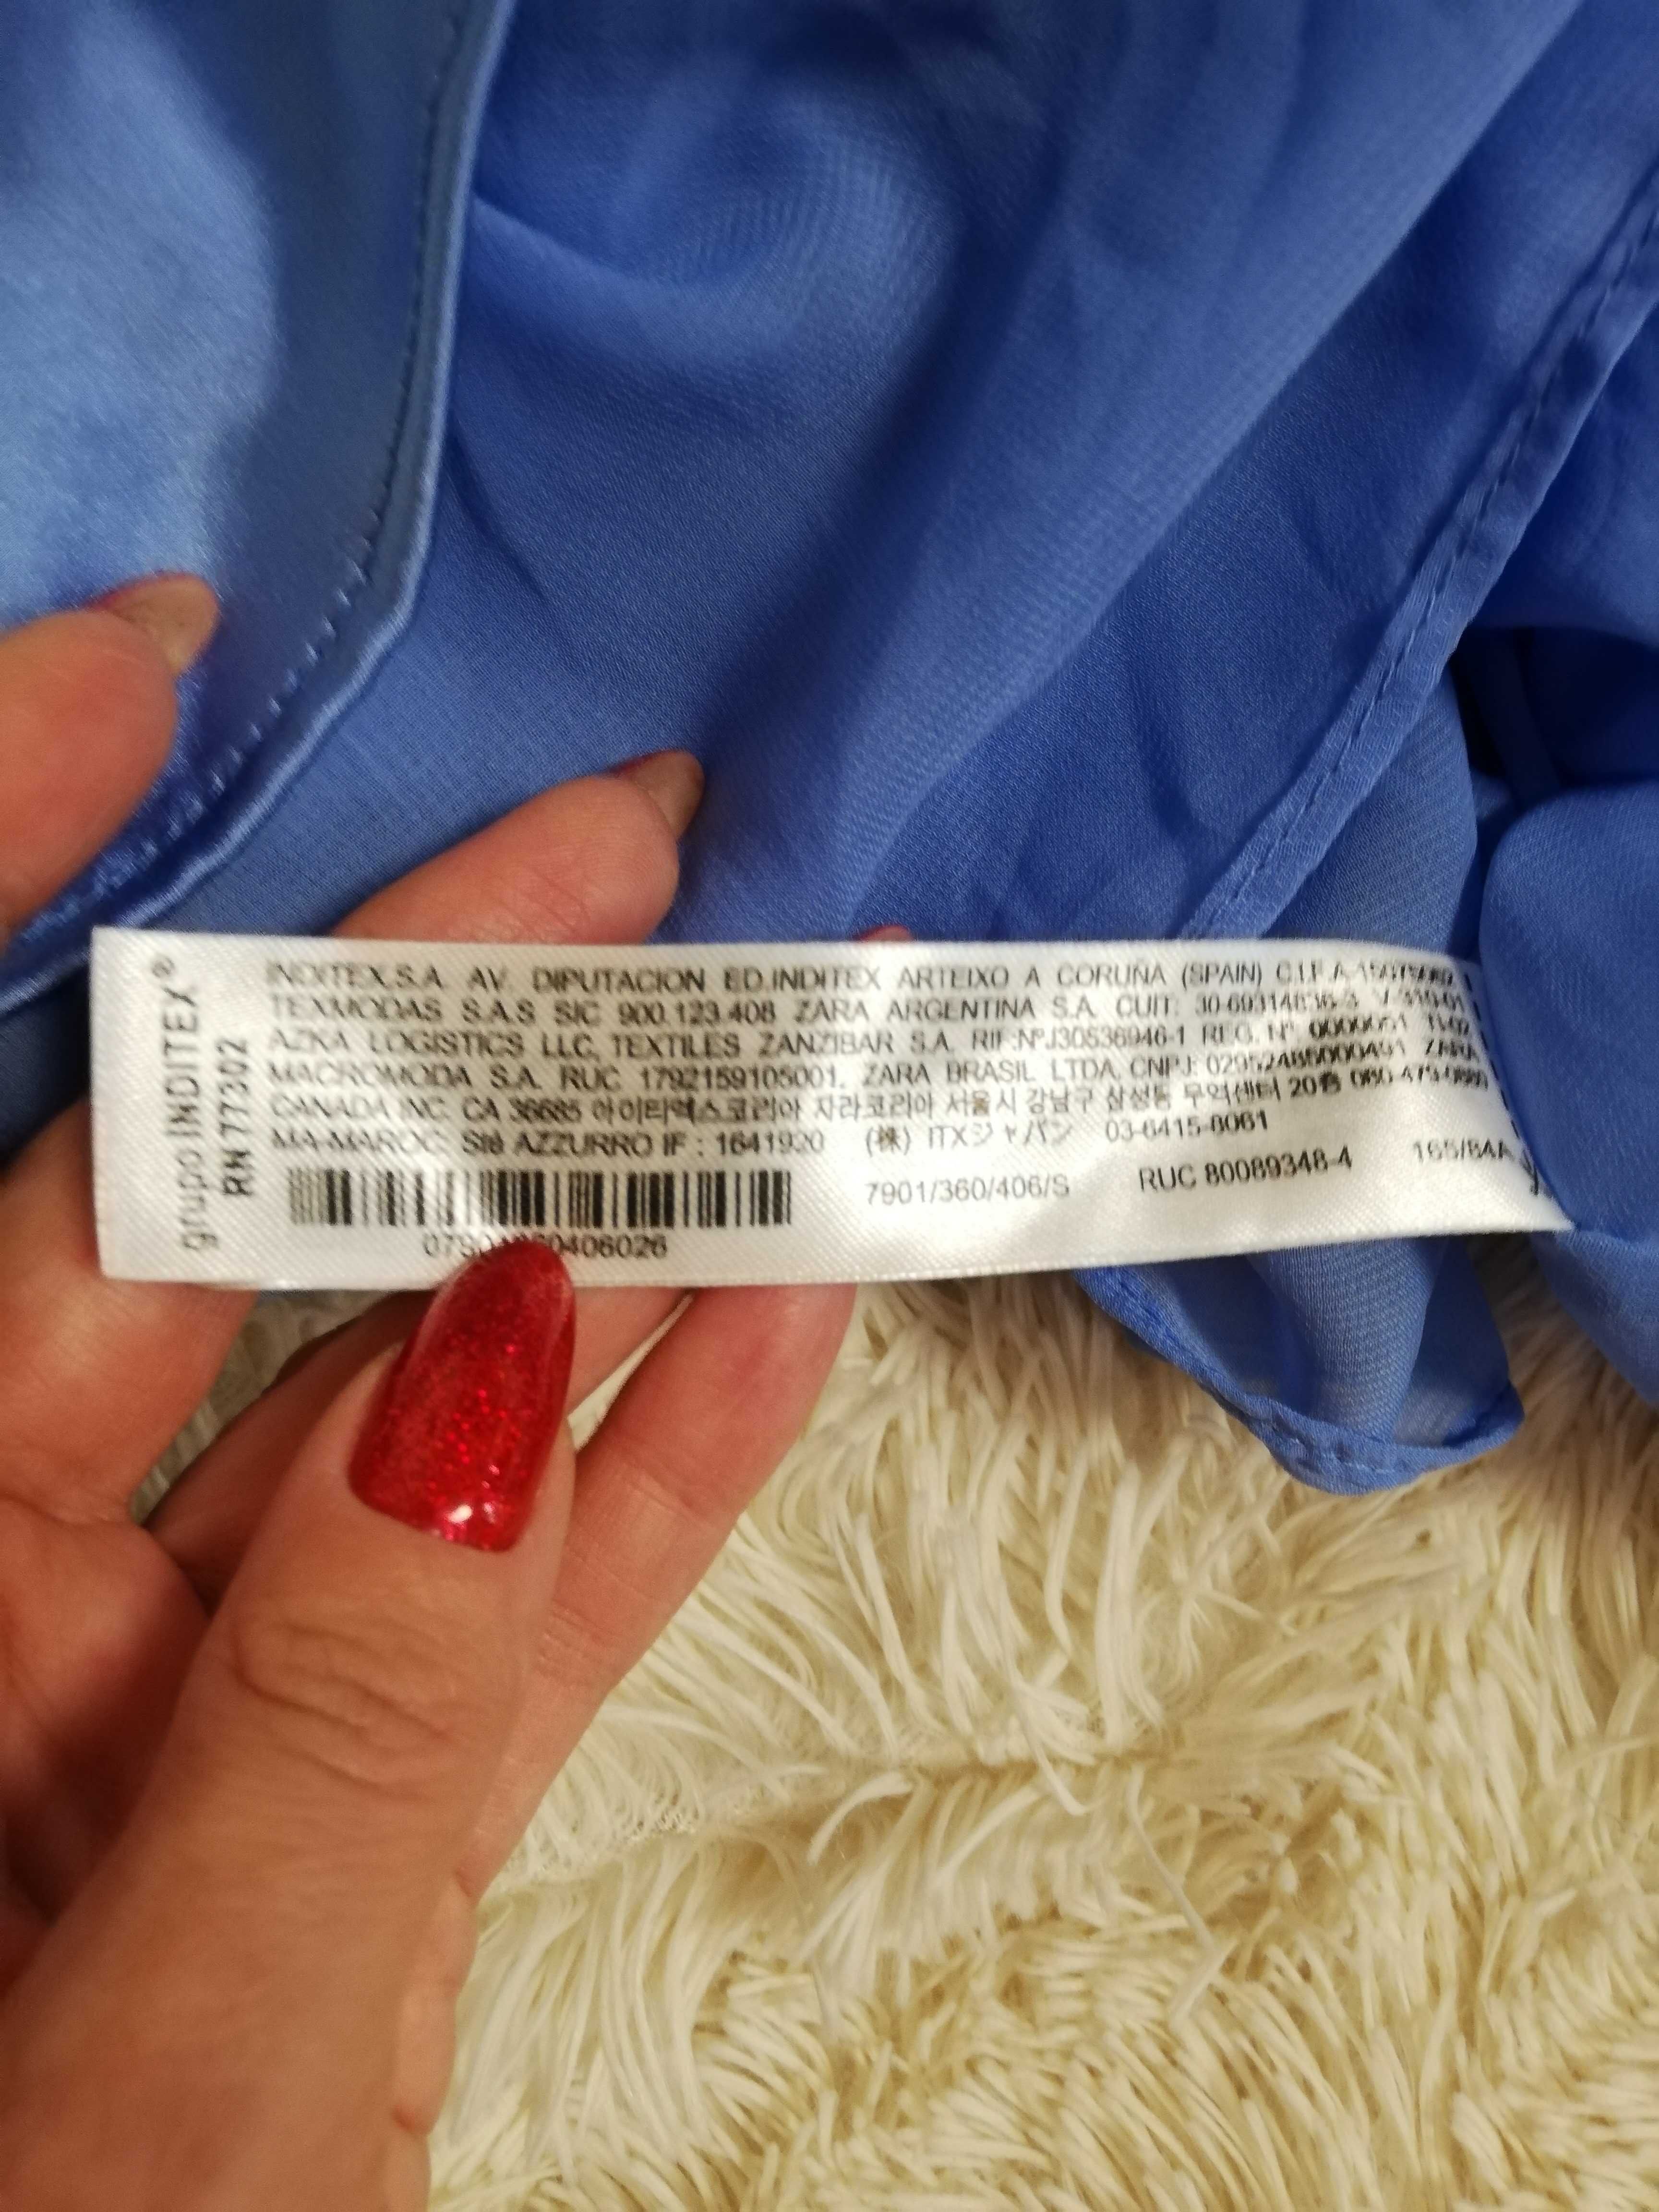 grupo INDITEX®
RN 77302
INDITEX,S.A. AV. DIPUTACION ED.INDITEX ARTEIXO A CORUÑA (SPAIN) C.I.F.
TEXMODAS S.A.S SIC 900.123.408 ZARA ARGENTINA S.A. CUIT:
AZKA LOGISTICS LLC, TEXTILES ZANZIBAR S.A. RIF:NºJ30536946-1 REG. Nº
MACROMODA S.A. RUC 1792159105001, ZARA BRASIL LTDA, CNPJ: ZARA
CANADA INC. CA 36685 아이티엑스코리아 자라코리아 서울시 강남구 삼성동 무역센터 20층
MA-MAROC: Sté AZZURRO IF : 1641920 (株) ITXジャパン 03-6415-8061
7901/360/406/S RUC 80089348-4 165/84A